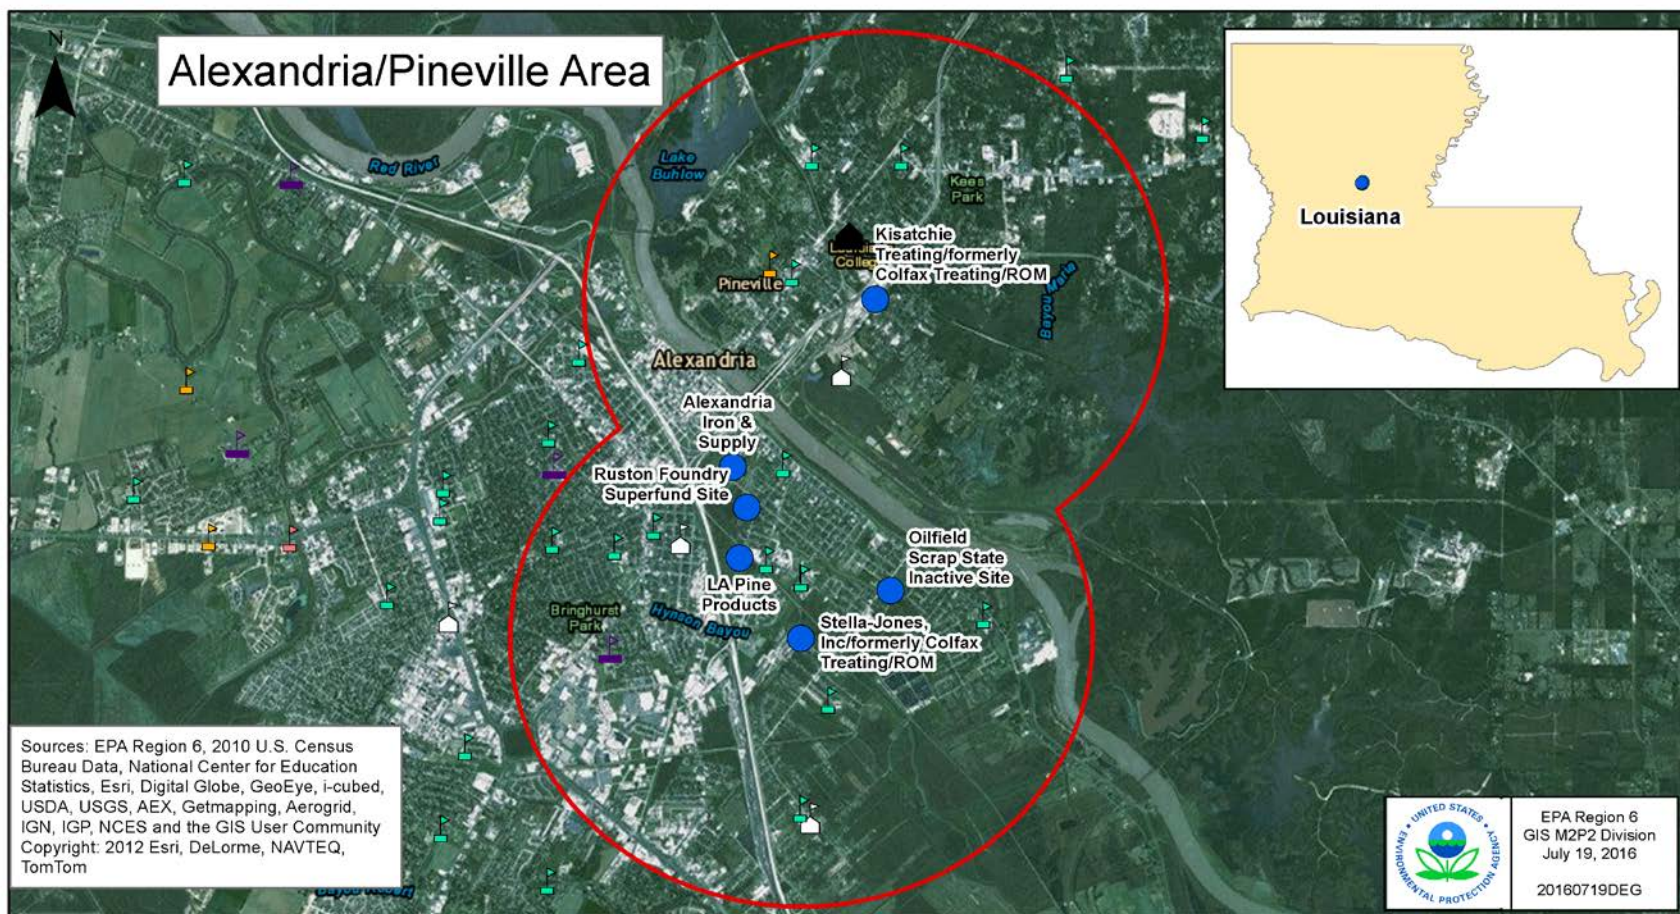 N
Alexandria/Pineville Area
Red River
Lake
Buhlow
Kees
Park
Kisatchie
Treating/formerly
Colfax Treating/ROM
Pineville
Bayou Maria
Alexandria
Alexandria
Iron &
Supply
Ruston Foundry
Superfund Site
Oilfield
Scrap State
Inactive Site
LA Pine
Products
Bringhurst
Park
Hynson Bayou
Stella-Jones,
Inc/formerly Colfax
Treating/ROM
Louisiana
Sources: EPA Region 6, 2010 U.S. Census
Bureau Data, National Center for Education
Statistics, Esri, Digital Globe, GeoEye, i-cubed,
USDA, USGS, AEX, Getmapping, Aerogrid,
IGN, IGP, NCES and the GIS User Community
Copyright: 2012 Esri, DeLorme, NAVTEQ,
TomTom
UNITED STATES
ENVIRONMENTAL PROTECTION AGENCY
EPA Region 6
GIS M2P2 Division
July 19, 2016
20160719DEG